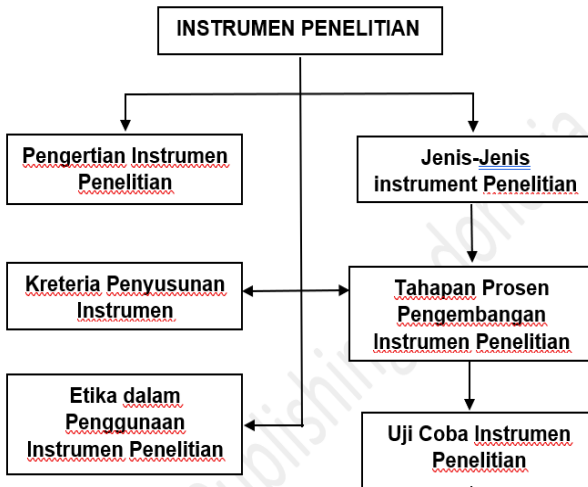 INSTRUMEN PENELITIAN
Pengertian Instrumen
Penelitian
Jenis-Jenis
instrument Penelitian
Kreteria Penyusunan
Instrumen
Tahapan Prosen
Pengembangan
Instrumen Penelitian
Etika dalam
Penggunaan
Instrumen Penelitian
Uji Coba Instrumen
Penelitian